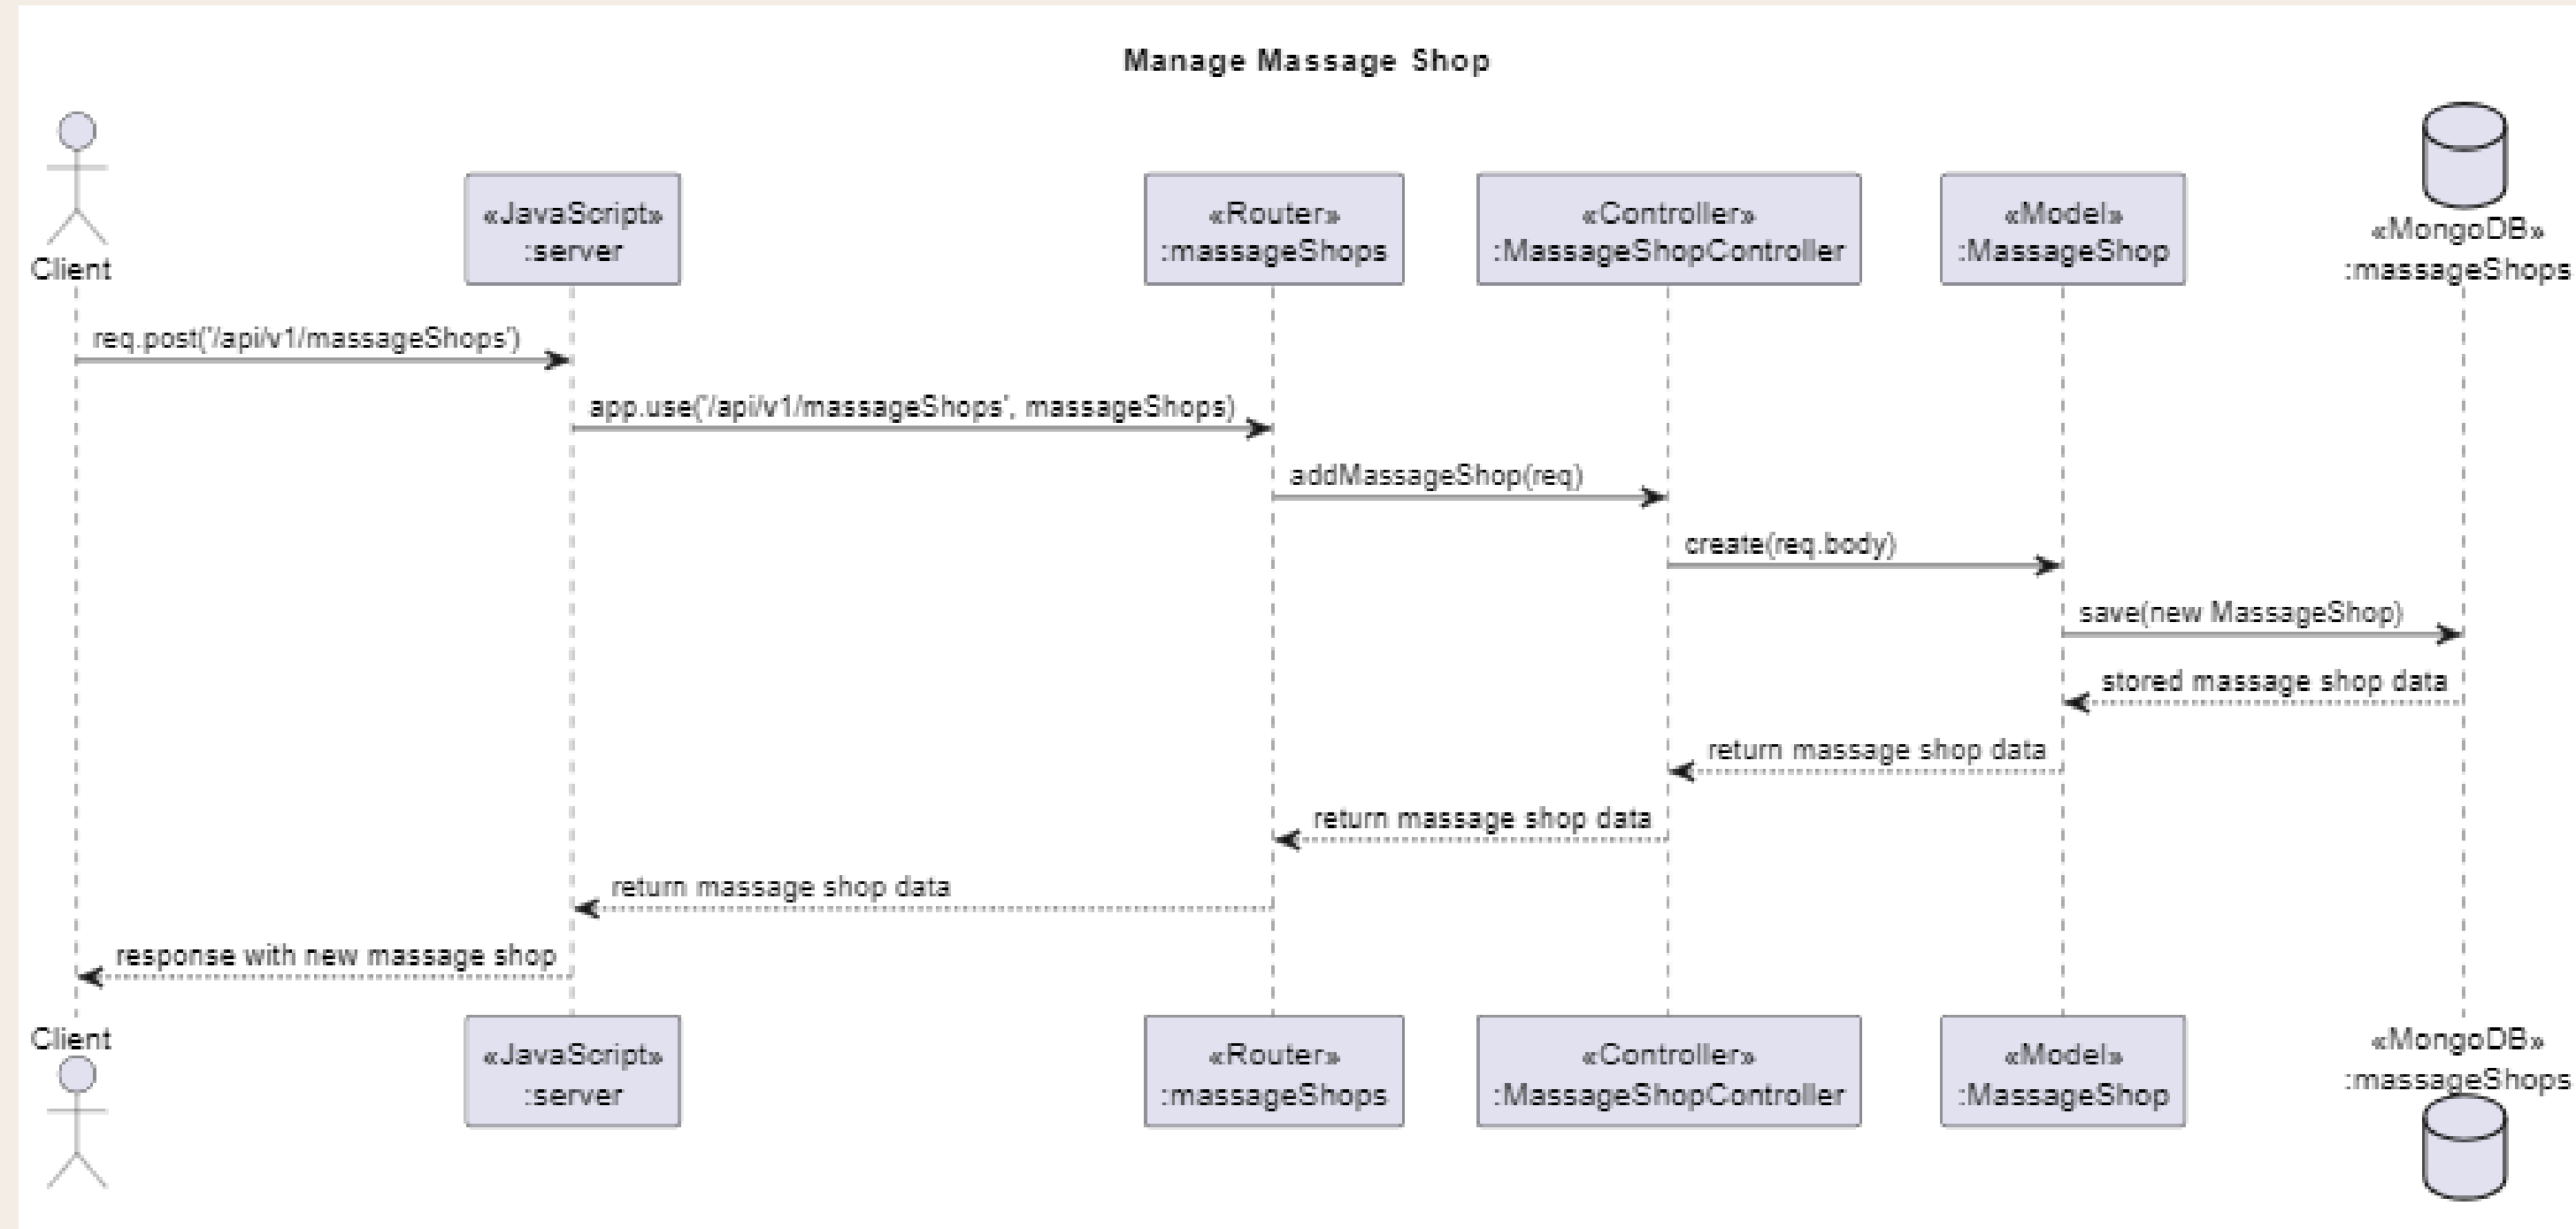 Manage Massage Shop
Client
«JavaScript»
:server
«Router»
:massageShops
«Controller»
:MassageShopController
«Model»
:MassageShop
«MongoDB»
:massageShops
req.post('/api/v1/massageShops')
app.use('/api/v1/massageShops', massageShops)
addMassageShop(req)
create(req.body)
save(new MassageShop)
stored massage shop data
return massage shop data
return massage shop data
return massage shop data
response with new massage shop
Client
«JavaScript»
:server
«Router»
:massageShops
«Controller»
:MassageShopController
«Model»
:MassageShop
«MongoDB»
:massageShops